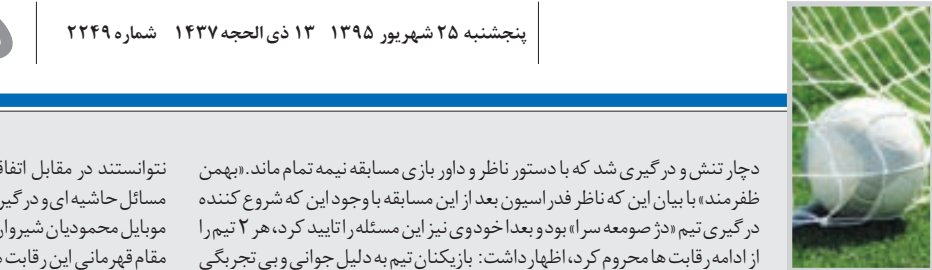 پنجشنبه ۲۵ شهریور ۱۳۹۵ ۱۳ ذی الحجه ۱۴۳۷ شماره ۲۲۴۹
دچار تنش و درگیری شد که با دستور ناظر و داور بازی مسابقه نیمه تمام ماند. «بهمن
ظفرمند» با بیان این که ناظر فدراسیون بعد از این مسابقه با وجود این که شروع کننده
درگیری تیم «دژ صومعه سرا» بود و بعدا خود وی نیز این مسئله را تایید کرد، هر ۲ تیم را
از ادامه رقابت ها محروم کرد، اظهار داشت: بازیکنان تیم به دلیل جوانی و بی تجربگی
نتوانستند در مقابل
مسائل حاشیه ای و
موبایل محمودیان
مقام قهرمانی این رقابت